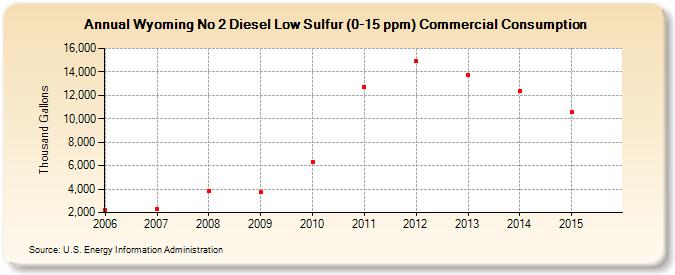 Annual Wyoming No 2 Diesel Low Sulfur (0-15 ppm) Commercial Consumption
Thousand Gallons
16,000
14,000
12,000
10,000
8,000
6,000
4,000
2,000
2006 2007 2008 2009 2010 2011 2012 2013 2014 2015
Source: U.S. Energy Information Administration